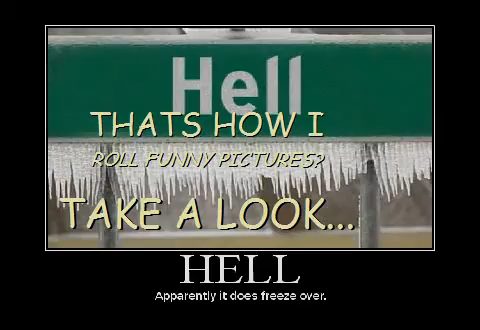 Hell
THATS HOW I
ROLL FUNNY PICTURES?
TAKE A LOOK...
HELL
Apparently it does freeze over.